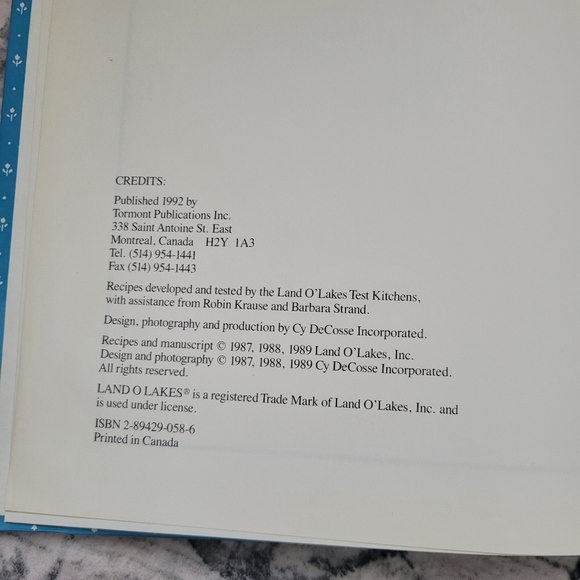 CREDITS:
Published 1992 by
Tormont Publications Inc.
338 Saint Antoine St. East
Montreal, Canada H2Y 1A3
Tel. (514) 954-1441
Fax (514) 954-1443
Recipes developed and tested by the Land O'Lakes Test Kitchens,
with assistance from Robin Krause and Barbara Strand.
Design, photography and production by Cy DeCosse Incorporated.
Recipes and manuscript © 1987, 1988, 1989 Land O'Lakes, Inc.
Design and photography © 1987, 1988, 1989 Cy DeCosse Incorporated.
All rights reserved.
LAND O LAKES® is a registered Trade Mark of Land O'Lakes, Inc. and
is used under license.
ISBN 2-89429-058-6
Printed in Canada